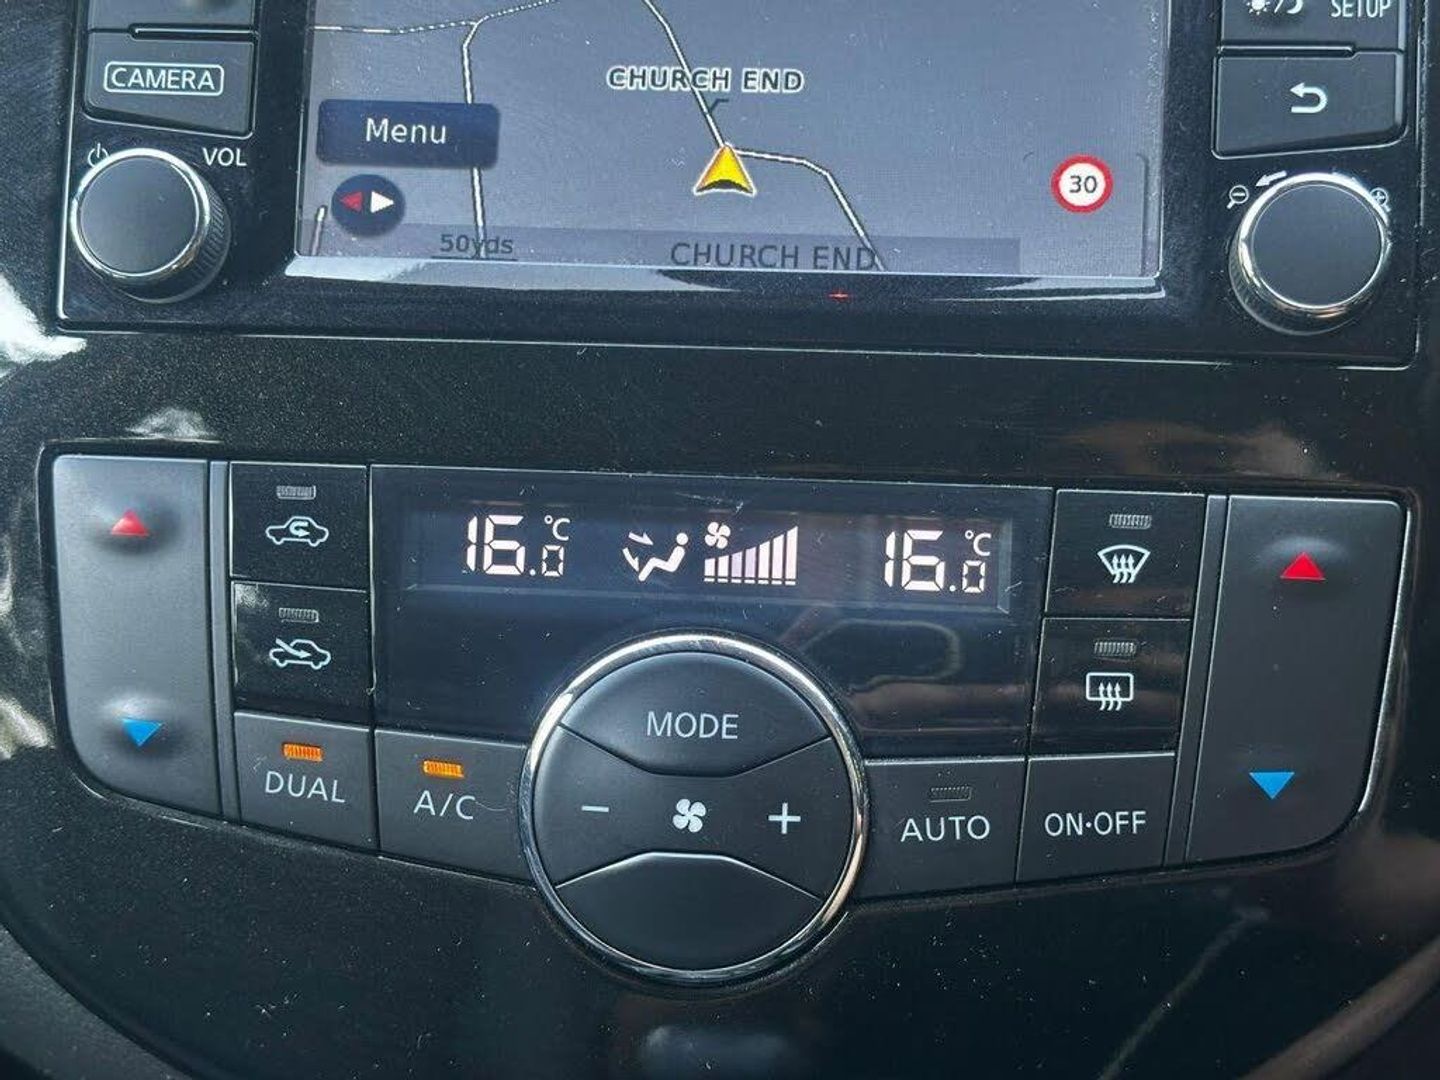 CAMERA
SETUP
CHURCH END
Menu
VOL
30
50yds
CHURCH END
16.0 °C
16.0 °C
MODE
DUAL
A/C
- +
AUTO
ON·OFF